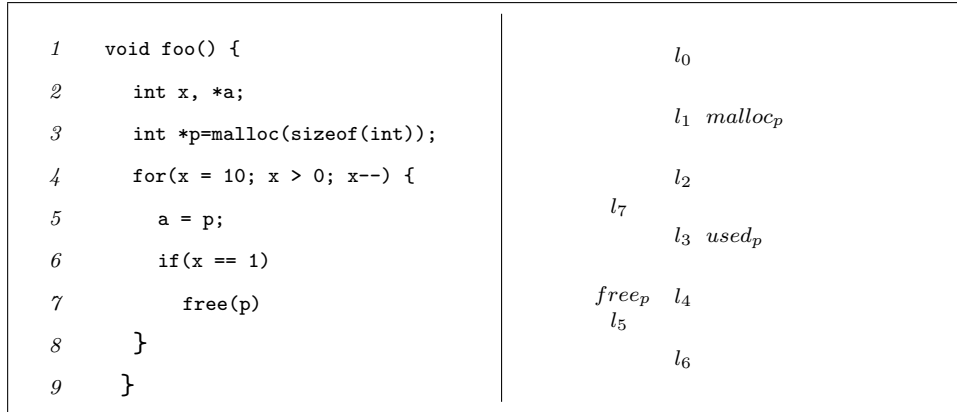 1 void foo() {
2 int x, *a;
3 int *p=malloc(sizeof(int));
4 for(x = 10; x > 0; x--) {
5 a = p;
6 if(x == 1)
7 free(p)
8 }
9 }
l₀
l₁ mallocₚ
l₂
l₇
l₃ usedₚ
freeₚ l₄
l₅
l₆